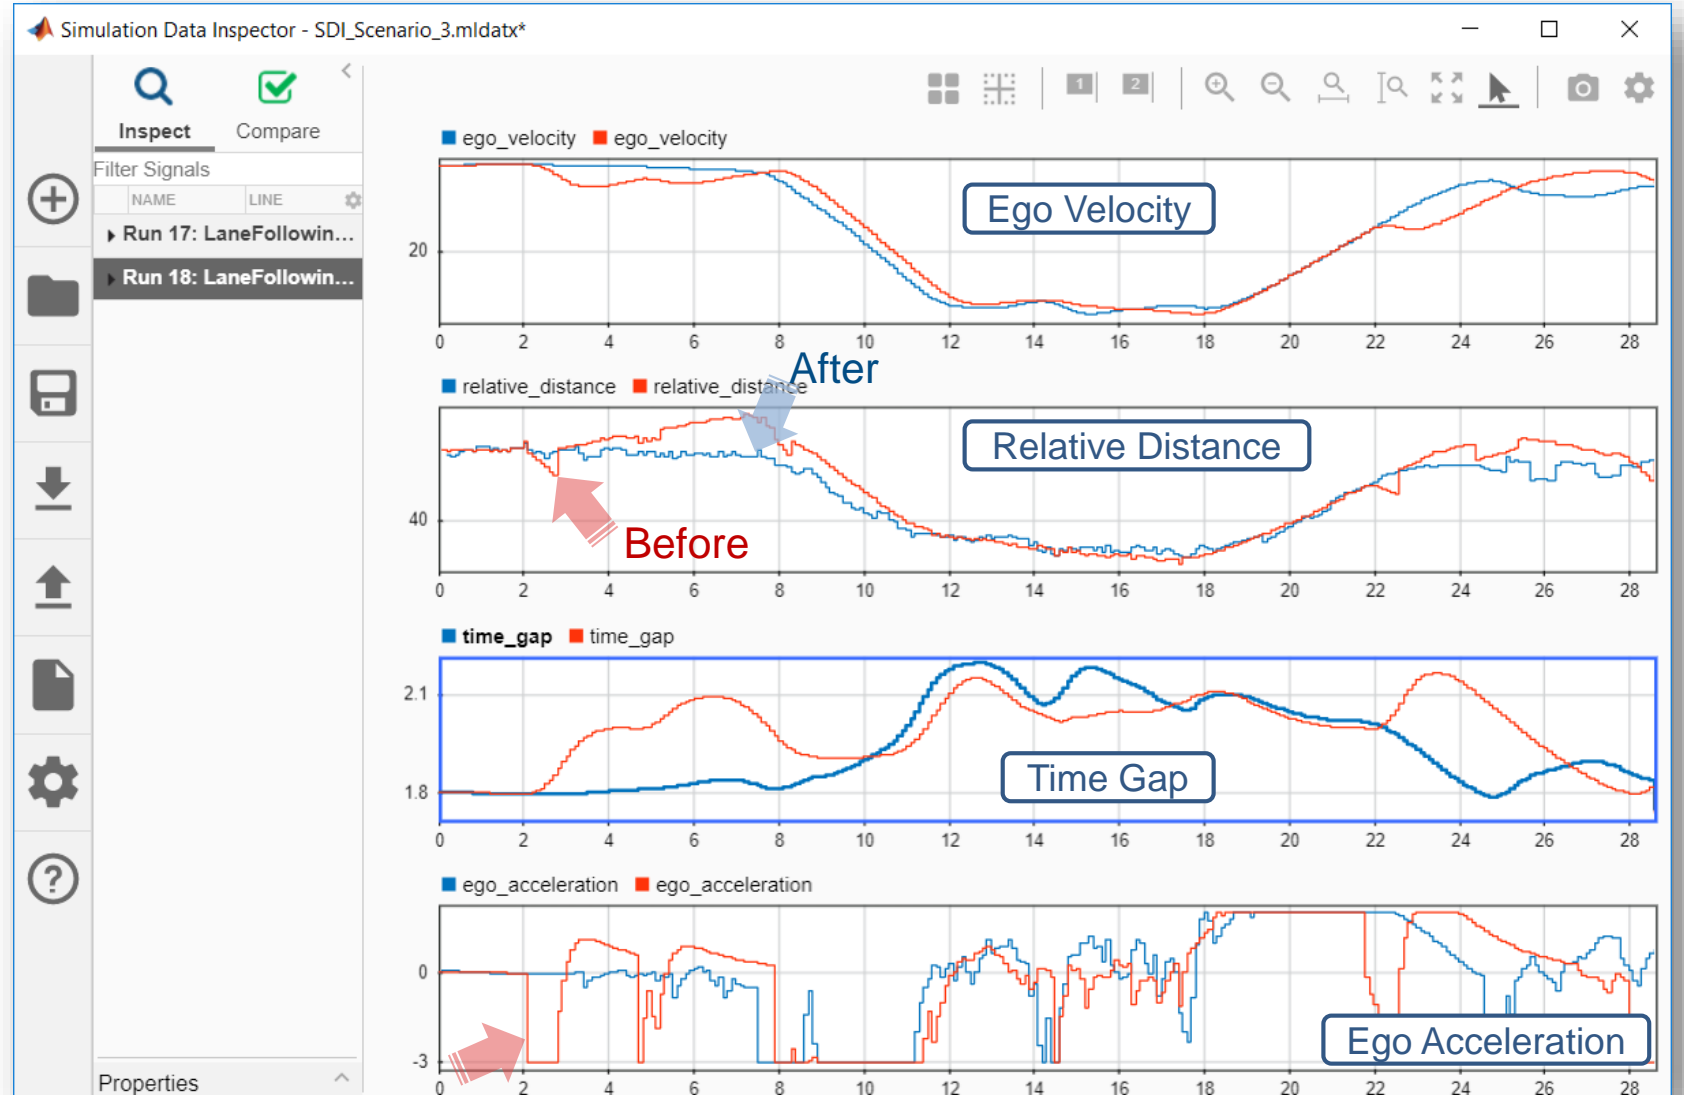 Simulation Data Inspector - SDI_Scenario_3.mldatx*
Inspect Compare
1 2
Filter Signals
NAME LINE
Run 17: LaneFollowin...
Run 18: LaneFollowin...
ego_velocity ego_velocity
Ego Velocity
20
0 2 4 6 8 10 12 14 16 18 20 22 24 26 28
After
relative_distance relative_distance
Relative Distance
40
Before
0 2 4 6 8 10 12 14 16 18 20 22 24 26 28
time_gap time_gap
2.1
Time Gap
1.8
0 2 4 6 8 10 12 14 16 18 20 22 24 26 28
ego_acceleration ego_acceleration
0
Ego Acceleration
-3
0 2 4 6 8 10 12 14 16 18 20 22 24 26 28
Properties